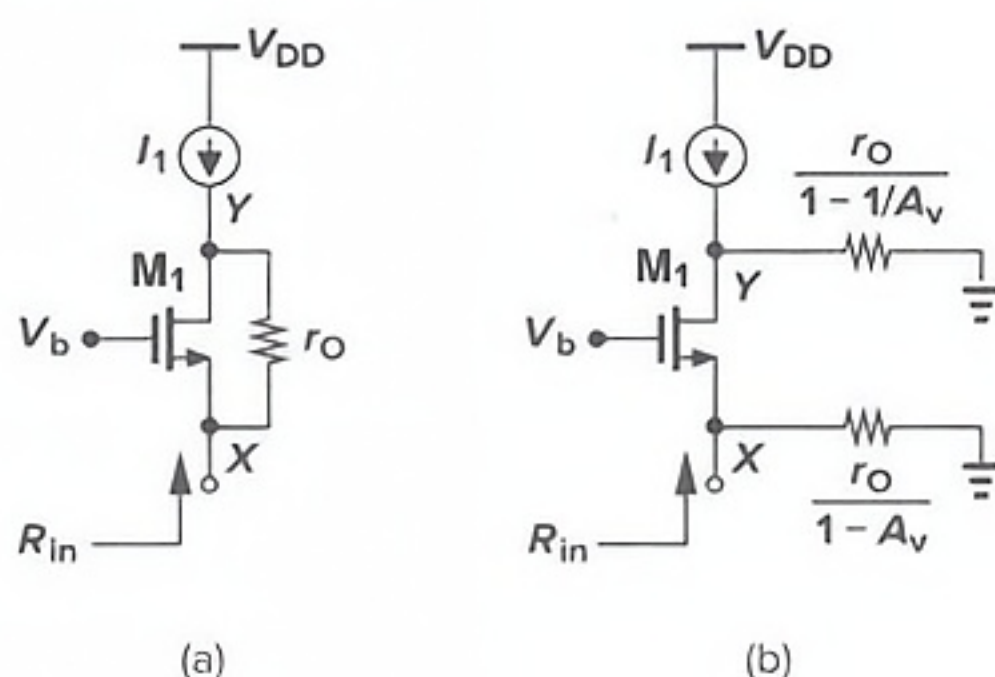 V_DD
I_1
Y
M_1
V_b
r_O
X
R_in
(a)
V_DD
I_1
r_O
1 − 1/A_v
M_1
Y
V_b
X
r_O
1 − A_v
R_in
(b)